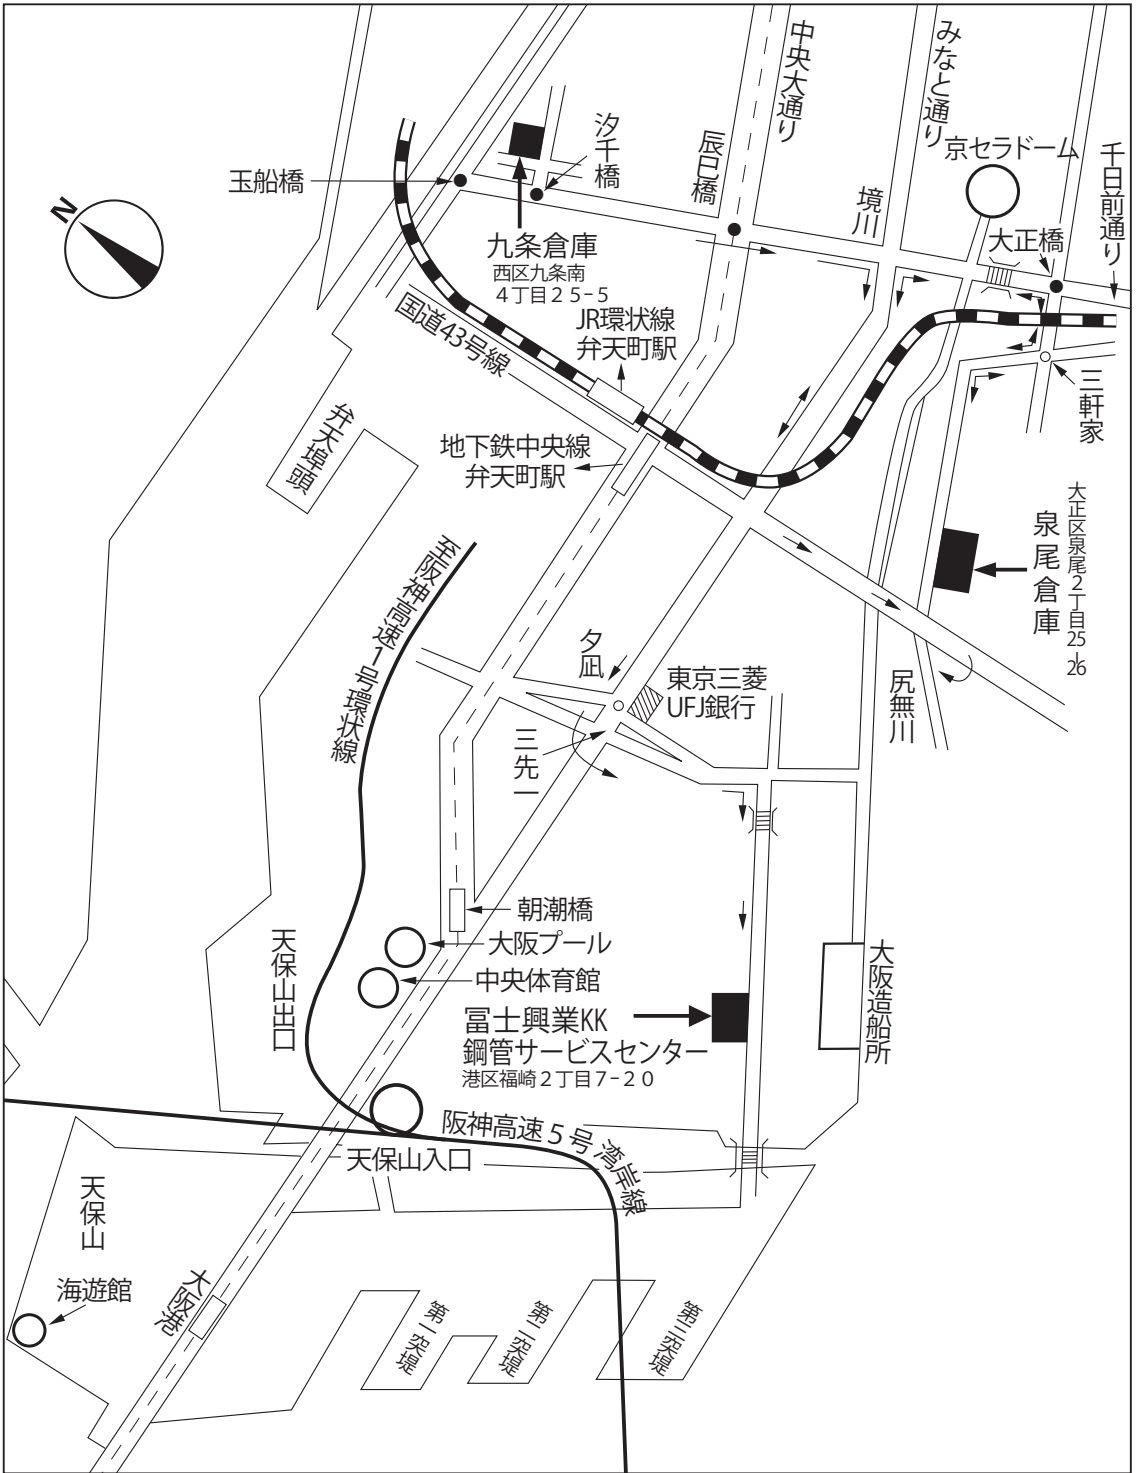 中央大通り
みなと通り
千日前通り
京セラドーム
汐千橋
辰巳橋
境川
大正橋
玉船橋
N
九条倉庫
西区九条南
４丁目２５-５
国道43号線
JR環状線
弁天町駅
三軒家
弁天埠頭
地下鉄中央線
弁天町駅
泉尾倉庫
大正区泉尾２丁目25-26
至阪神高速１号環状線
夕凪
東京三菱
UFJ銀行
尻無川
三先一
朝潮橋
大阪プール
中央体育館
天保山出口
冨士興業KK
鋼管サービスセンター
港区福崎２丁目７-２０
大阪造船所
阪神高速５号湾岸線
天保山入口
天保山
海遊館
大阪港
第一突堤
第二突堤
第三突堤